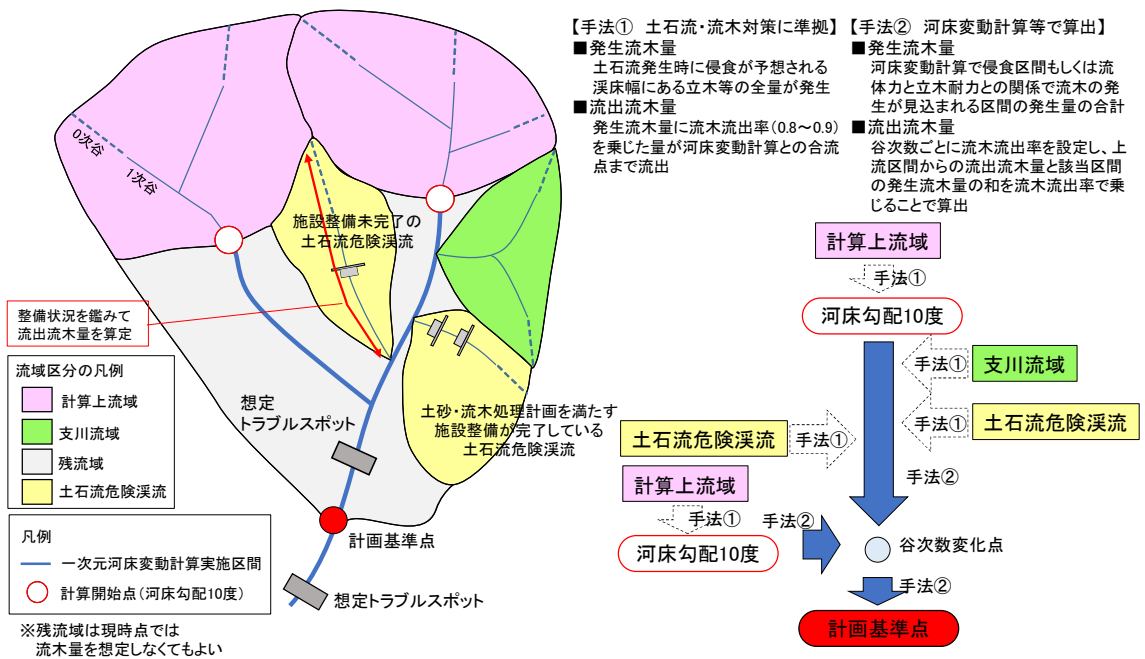 0次谷
1次谷
施設整備未完了の
土石流危険渓流
整備状況を鑑みて
流出流木量を算定
流域区分の凡例
計算上流域
支川流域
残流域
土石流危険渓流
想定
トラブルスポット
土砂・流木処理計画を満たす
施設整備が完了している
土石流危険渓流
計画基準点
想定トラブルスポット
凡例
一次元河床変動計算実施区間
計算開始点(河床勾配10度)
※残流域は現時点では
流木量を想定しなくてもよい
【手法① 土石流・流木対策に準拠】
■発生流木量
土石流発生時に侵食が予想される
渓床幅にある立木等の全量が発生
■流出流木量
発生流木量に流木流出率(0.8～0.9)
を乗じた量が河床変動計算との合流
点まで流出
【手法② 河床変動計算等で算出】
■発生流木量
河床変動計算で侵食区間もしくは流
体力と立木耐力との関係で流木の発
生が見込まれる区間の発生量の合計
■流出流木量
谷次数ごとに流木流出率を設定し、上
流区間からの流出流木量と該当区間
の発生流木量の和を流木流出率で乗
じることで算出
計算上流域
手法①
河床勾配10度
手法①
支川流域
手法①
土石流危険渓流
土石流危険渓流
手法①
手法②
計算上流域
手法①
手法②
河床勾配10度
谷次数変化点
手法②
計画基準点